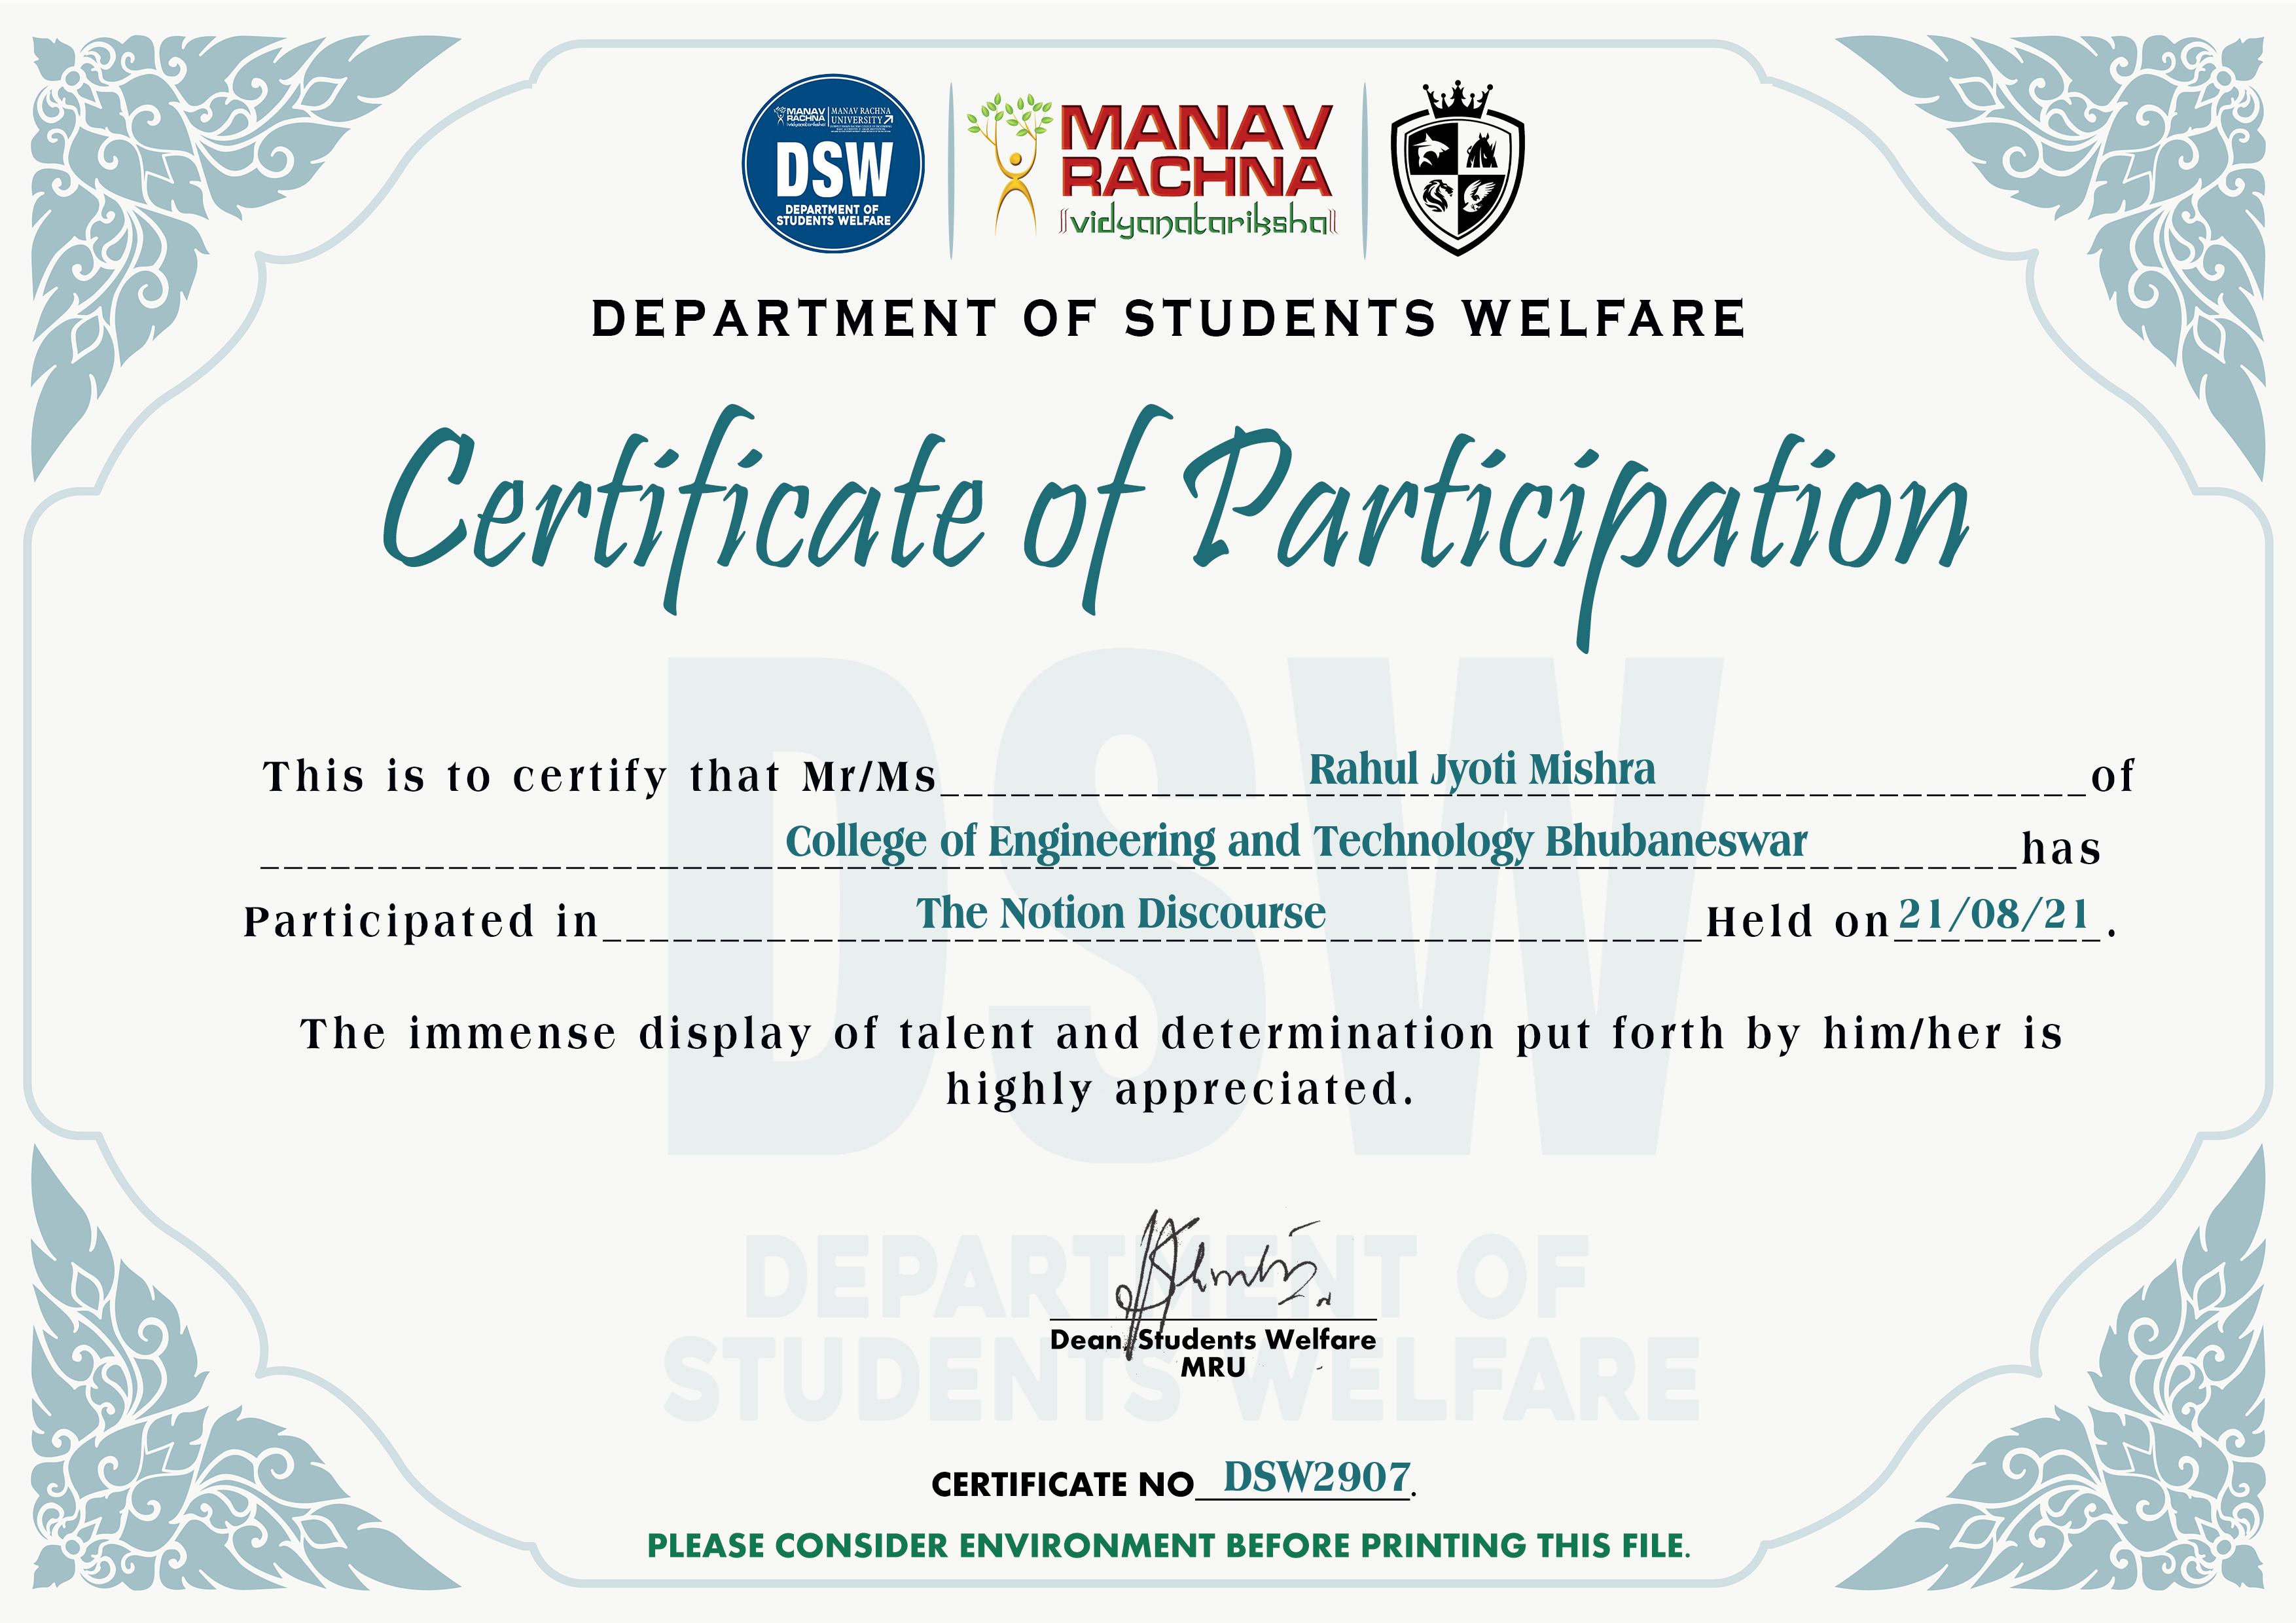 MANAV RACHNA
MANAV RACHNA UNIVERSITY
DSW
DEPARTMENT OF
STUDENTS WELFARE
MANAV
RACHNA
vidyanatariksha
DEPARTMENT OF STUDENTS WELFARE
Certificate of Participation
DSW
This is to certify that Mr/Ms Rahul Jyoti Mishra of
College of Engineering and Technology Bhubaneswar has
Participated in The Notion Discourse Held on 21/08/21 .
The immense display of talent and determination put forth by him/her is
highly appreciated.
DEPARTMENT OF
STUDENTS WELFARE
Dean Students Welfare
MRU
CERTIFICATE NO DSW2907.
PLEASE CONSIDER ENVIRONMENT BEFORE PRINTING THIS FILE.